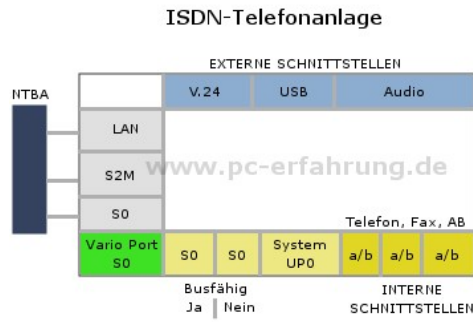 ISDN-Telefonanlage
EXTERNE SCHNITTSTELLEN
NTBA
V.24 USB Audio
LAN
www.pc-erfahrung.de
S2M
S0
Telefon, Fax, AB
Vario Port
S0
S0 S0 System
UP0
a/b a/b a/b
Busfähig
Ja Nein
INTERNE
SCHNITTSTELLEN